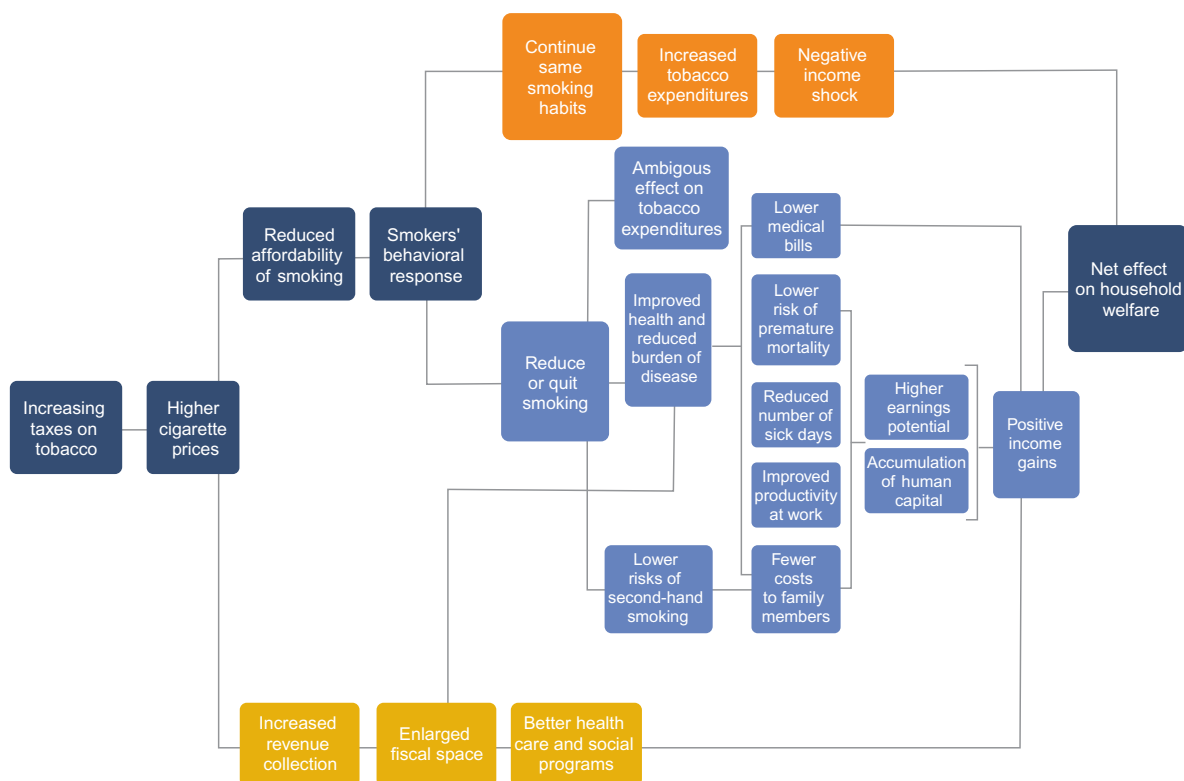 Continue
same
smoking
habits
Increased
tobacco
expenditures
Negative
income
shock
Ambigous
effect on
tobacco
expenditures
Lower
medical
bills
Reduced
affordability
of smoking
Smokers'
behavioral
response
Net effect
on household
welfare
Improved
health and
reduced
burden of
disease
Lower
risk of
premature
mortality
Reduce
or quit
smoking
Increasing
taxes on
tobacco
Higher
cigarette
prices
Reduced
number of
sick days
Higher
earnings
potential
Positive
income
gains
Improved
productivity
at work
Accumulation
of human
capital
Lower
risks of
second-hand
smoking
Fewer
costs
to family
members
Increased
revenue
collection
Enlarged
fiscal space
Better health
care and social
programs